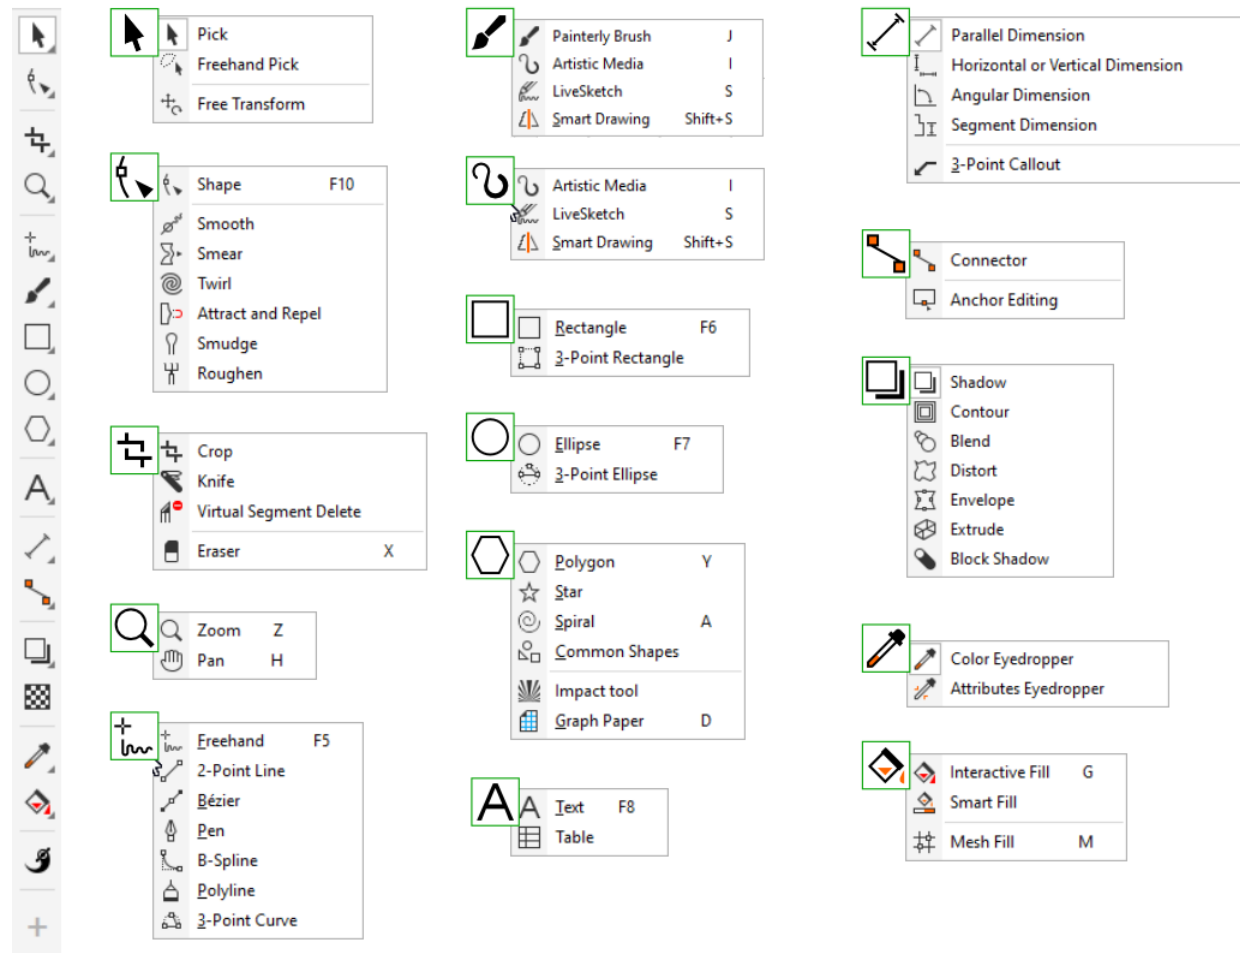 Pick
Freehand Pick
Free Transform
Shape F10
Smooth
Smear
Twirl
Attract and Repel
Smudge
Roughen
Crop
Knife
Virtual Segment Delete
Eraser X
Zoom Z
Pan H
Freehand F5
2-Point Line
Bézier
Pen
B-Spline
Polyline
3-Point Curve
Painterly Brush J
Artistic Media I
LiveSketch S
Smart Drawing Shift+S
Artistic Media I
LiveSketch S
Smart Drawing Shift+S
Rectangle F6
3-Point Rectangle
Ellipse F7
3-Point Ellipse
Polygon Y
Star
Spiral A
Common Shapes
Impact tool
Graph Paper D
Text F8
Table
Parallel Dimension
Horizontal or Vertical Dimension
Angular Dimension
Segment Dimension
3-Point Callout
Connector
Anchor Editing
Shadow
Contour
Blend
Distort
Envelope
Extrude
Block Shadow
Color Eyedropper
Attributes Eyedropper
Interactive Fill G
Smart Fill
Mesh Fill M